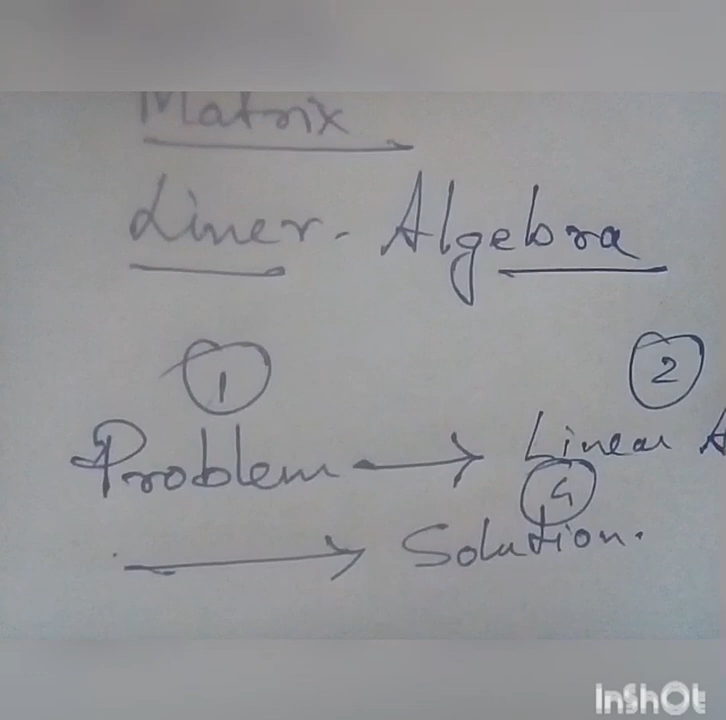 Matrix
Liner. Algebra
1
2
Problem → Linear A
4
→ Solution.
InShOt